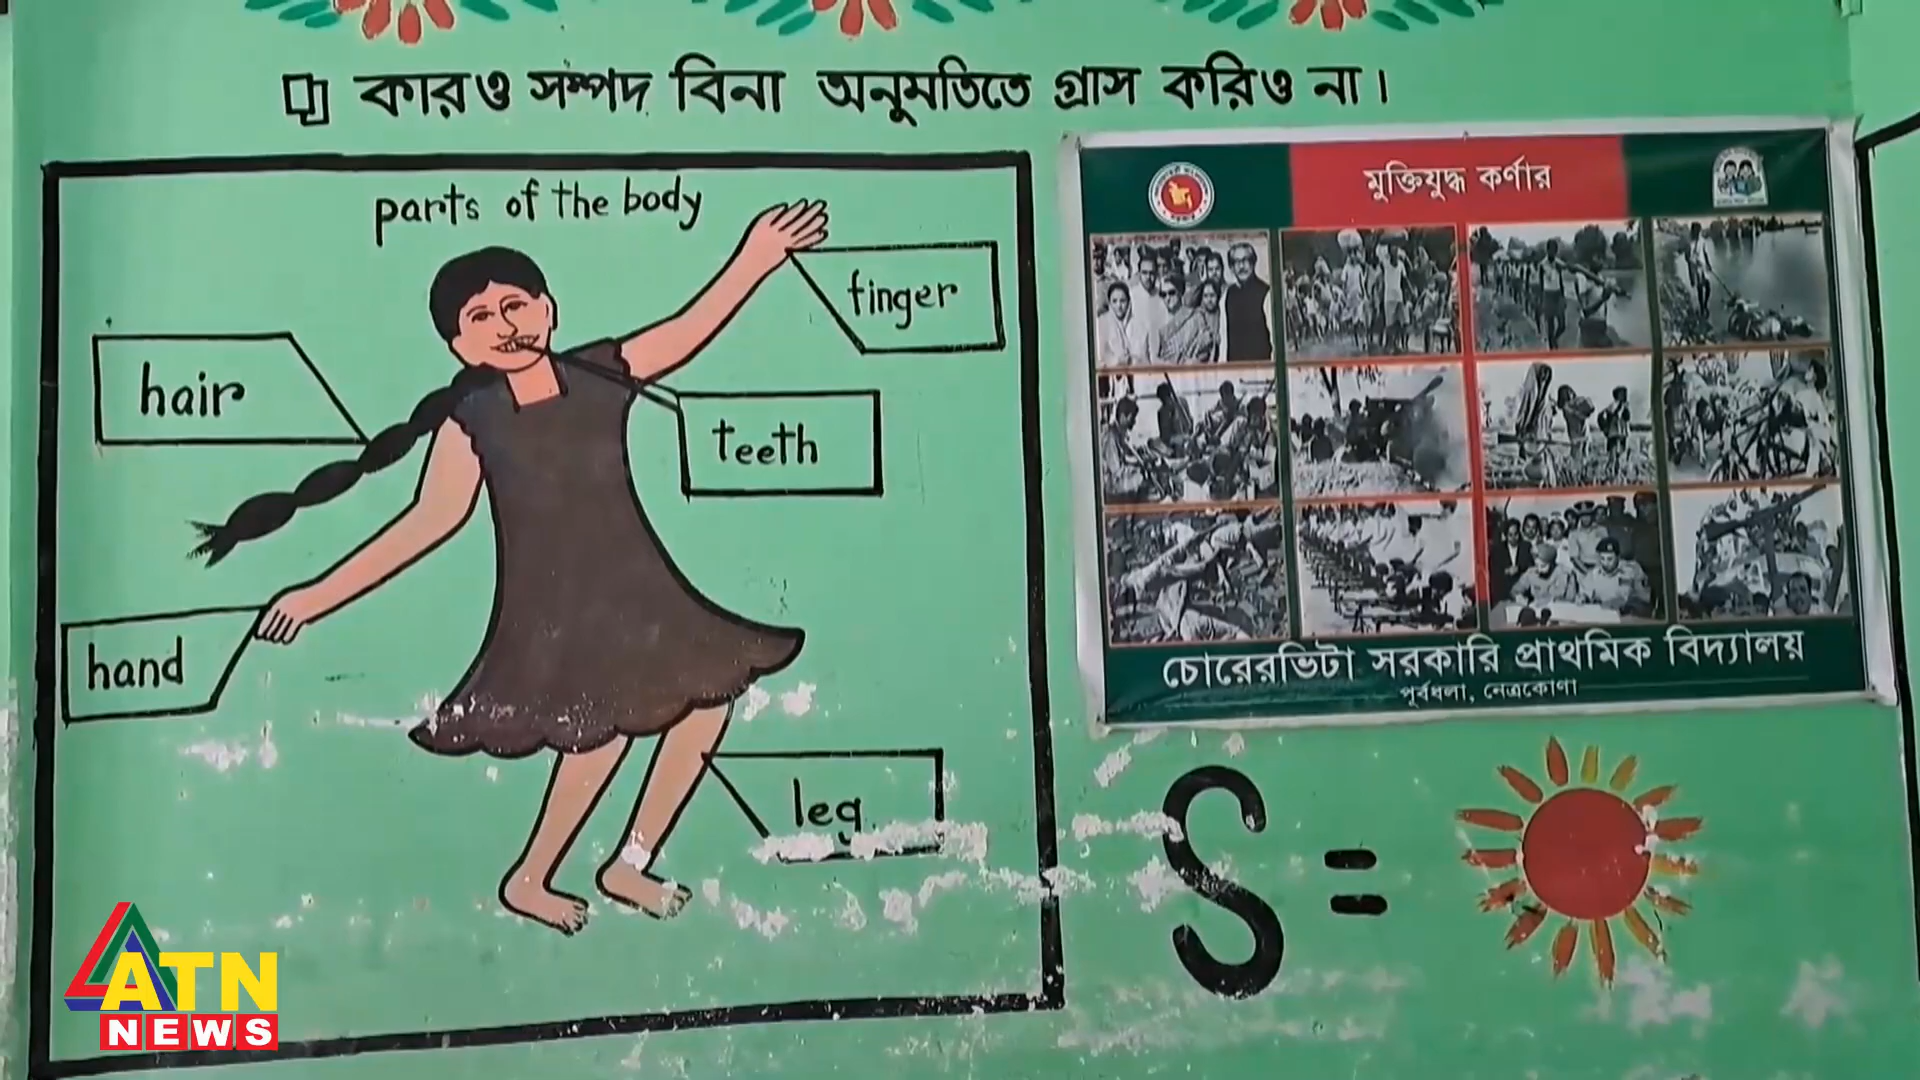 কারও সম্পদ বিনা অনুমতিতে গ্রাস করিও না।
parts of the body
finger
hair
teeth
hand
leg
মুক্তিযুদ্ধ কর্ণার
চোরেরভিটা সরকারি প্রাথমিক বিদ্যালয়
পূর্বধলা, নেত্রকোণা
S =
ATN
NEWS